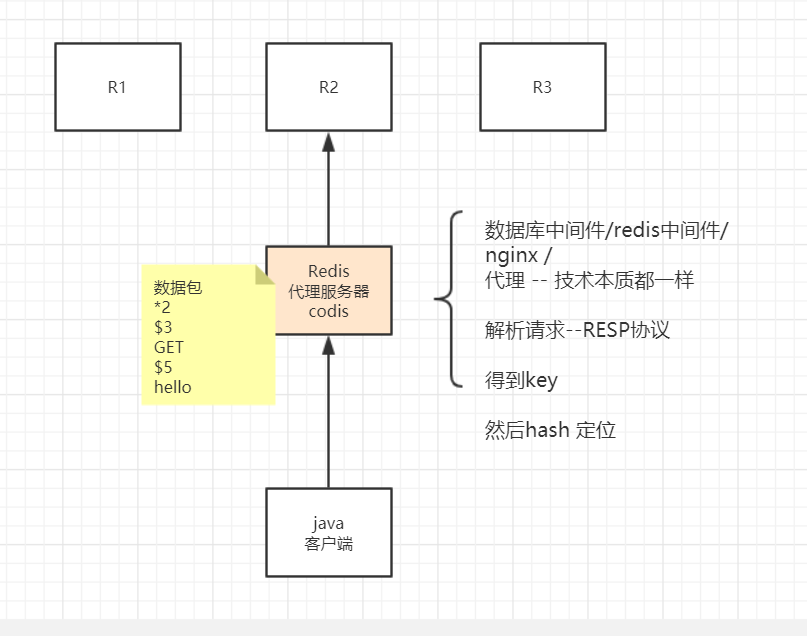 R1
R2
R3
数据库中间件/redis中间件/
nginx /
代理 -- 技术本质都一样
解析请求--RESP协议
得到key
然后hash 定位
Redis
代理服务器
codis
数据包
*2
$3
GET
$5
hello
java
客户端